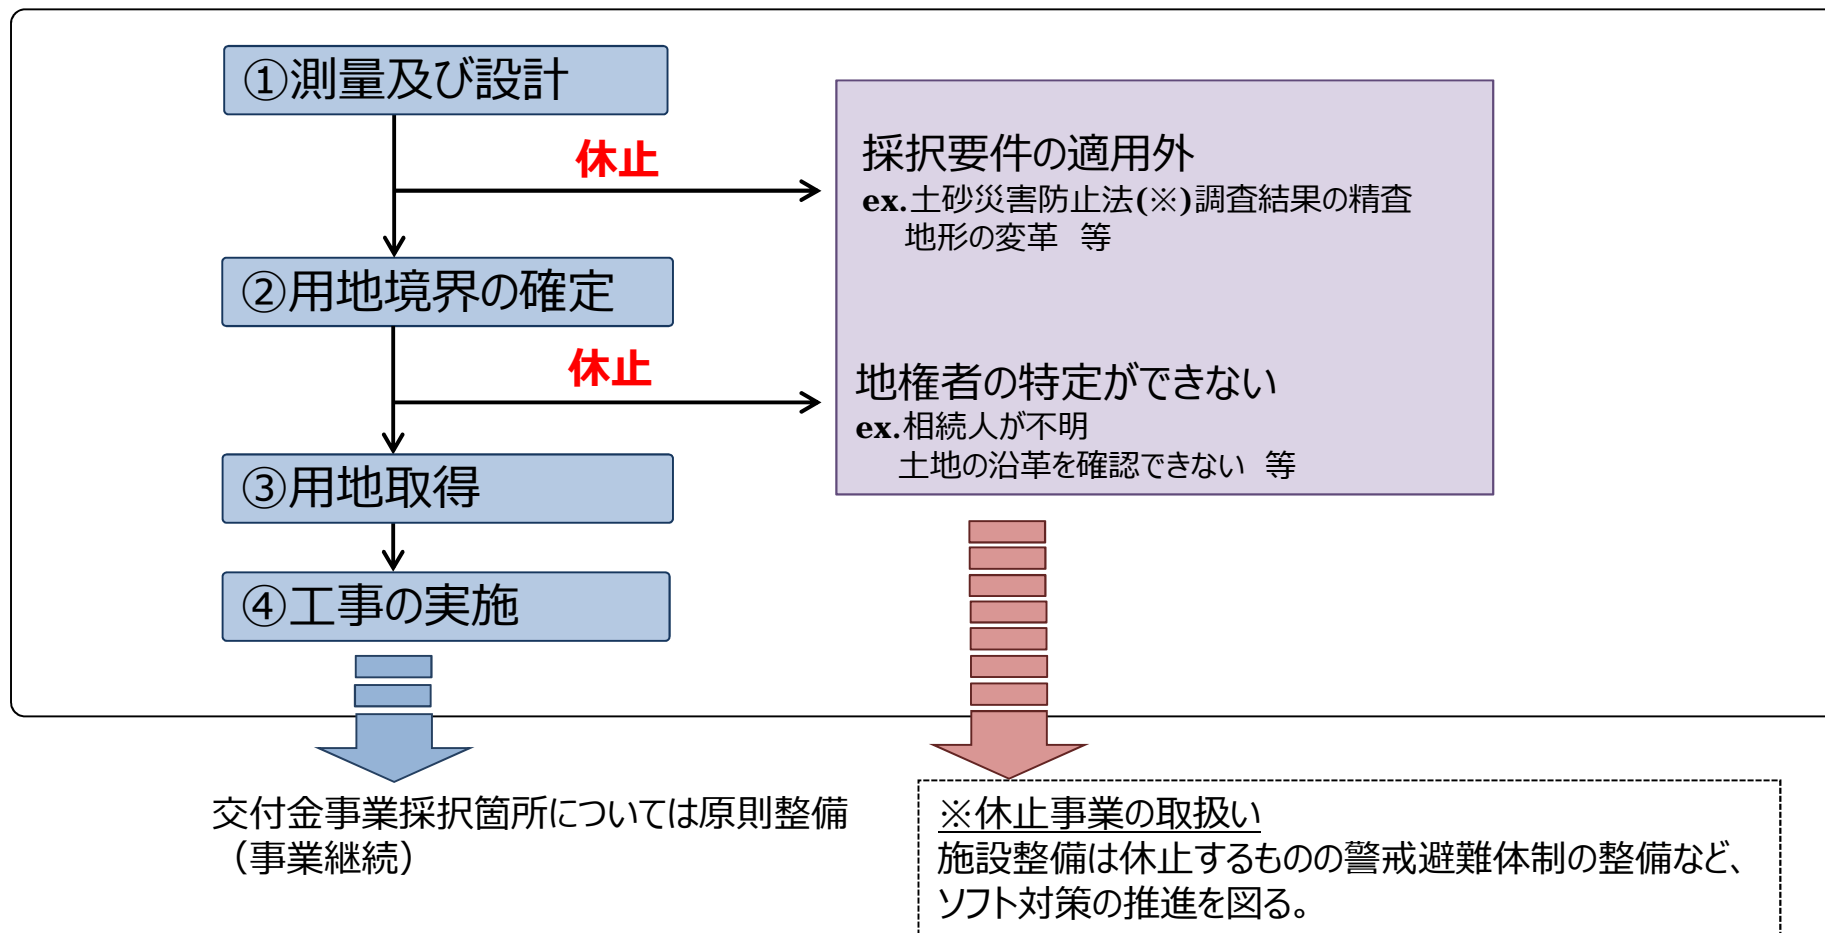 ①測量及び設計
休止
採択要件の適用外
ex.土砂災害防止法(※)調査結果の精査
地形の変革 等
②用地境界の確定
休止
地権者の特定ができない
ex.相続人が不明
土地の沿革を確認できない 等
③用地取得
④工事の実施
交付金事業採択箇所については原則整備
（事業継続）
※休止事業の取扱い
施設整備は休止するものの警戒避難体制の整備など、
ソフト対策の推進を図る。